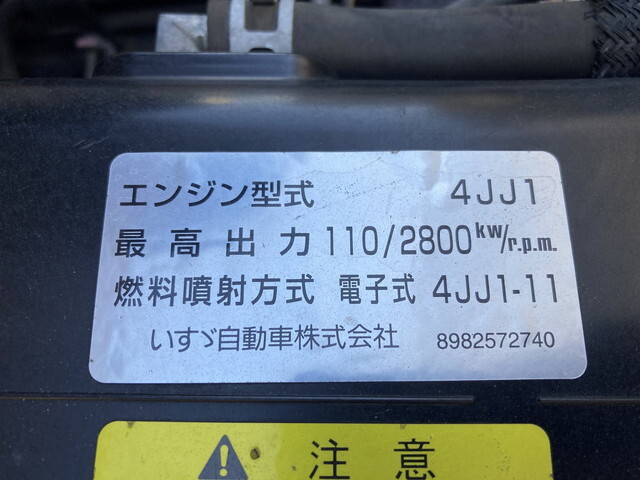 エンジン型式 4JJ1
最高出力 110/2800 kw/r.p.m.
燃料噴射方式 電子式 4JJ1-11
いすゞ自動車株式会社 8982572740
注意